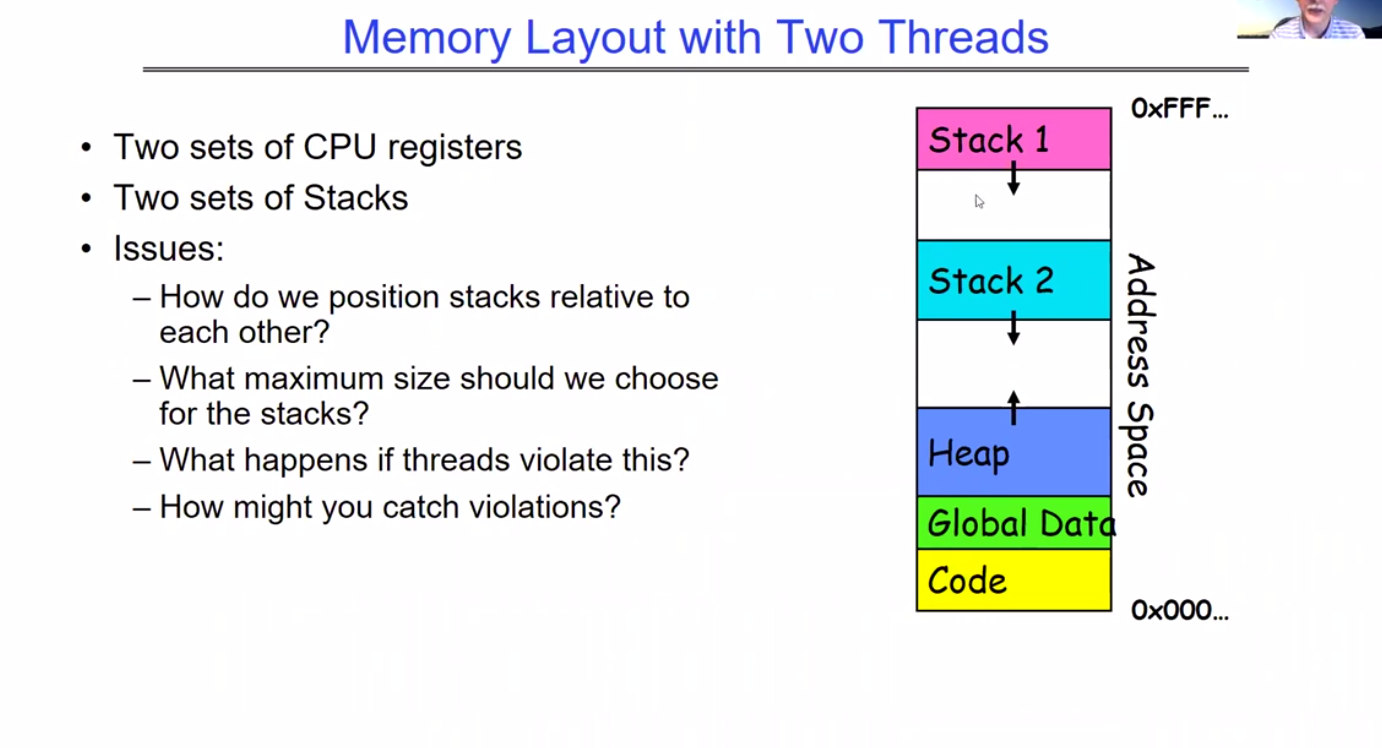 Memory Layout with Two Threads
• Two sets of CPU registers
• Two sets of Stacks
• Issues:
– How do we position stacks relative to
each other?
– What maximum size should we choose
for the stacks?
– What happens if threads violate this?
– How might you catch violations?
0xFFF…
Stack 1
Stack 2
Heap
Global Data
Code
0x000…
Address Space